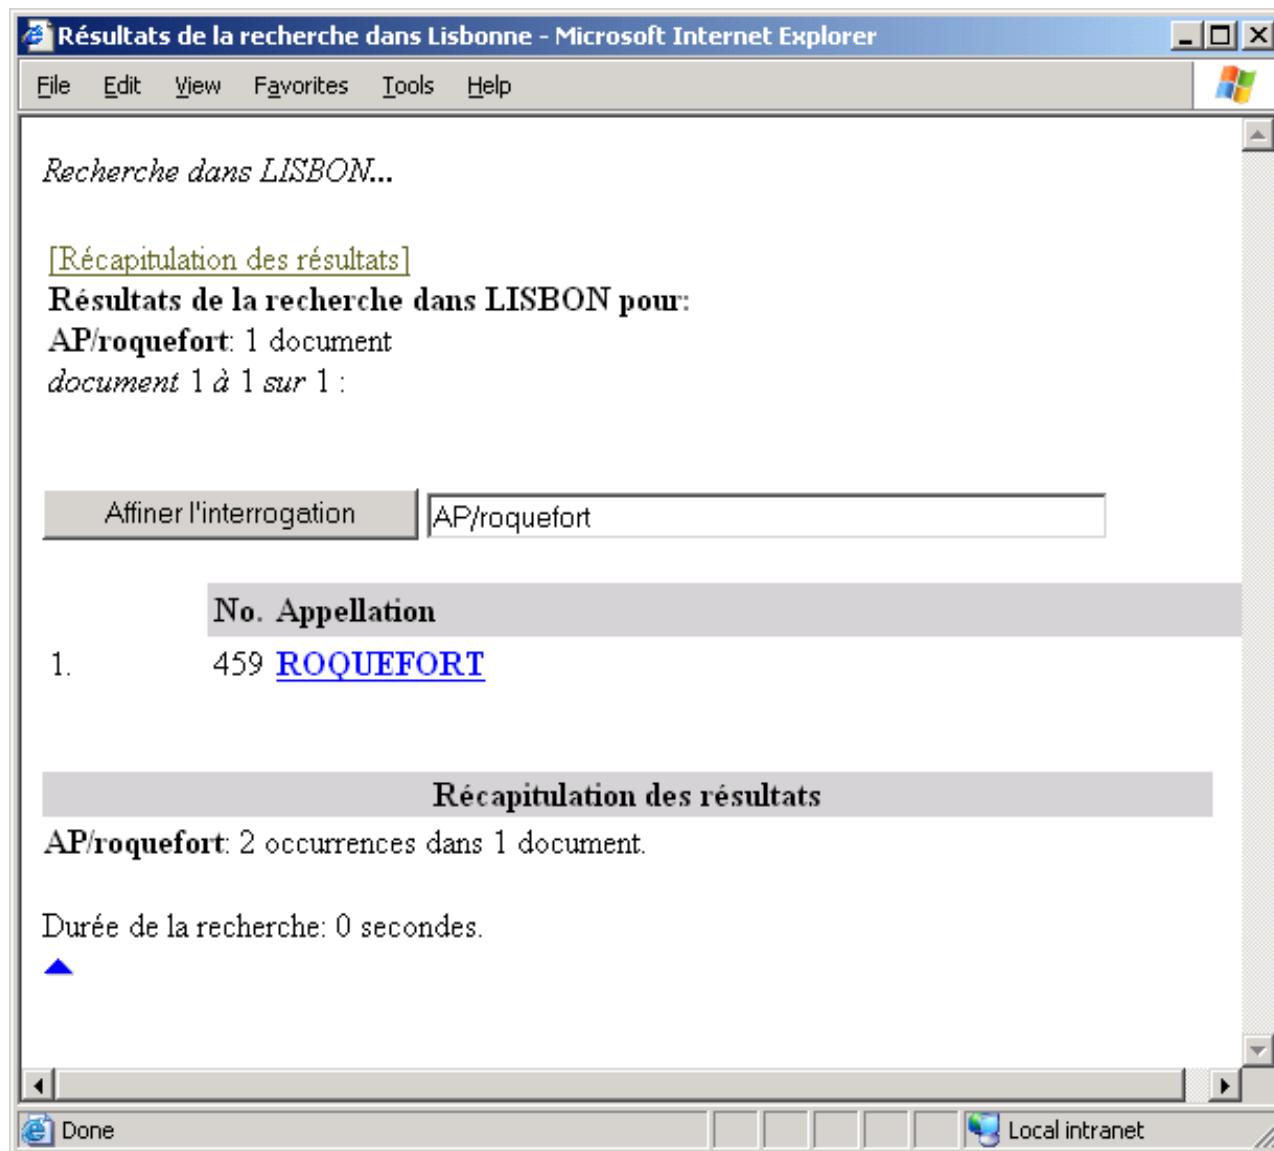 Résultats de la recherche dans Lisbonne - Microsoft Internet Explorer
File Edit View Favorites Tools Help
Recherche dans LISBON...
[Récapitulation des résultats]
Résultats de la recherche dans LISBON pour:
AP/roquefort: 1 document
document 1 à 1 sur 1 :
Affiner l'interrogation AP/roquefort
No. Appellation
1. 459 ROQUEFORT
Récapitulation des résultats
AP/roquefort: 2 occurrences dans 1 document.
Durée de la recherche: 0 secondes.
Done Local intranet